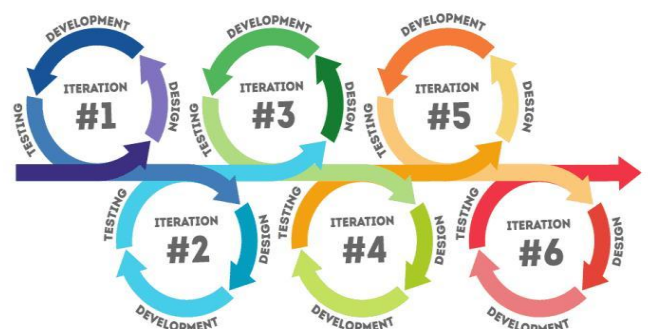 DEVELOPMENT
ITERATION
#1
TESTING
DESIGN
DEVELOPMENT
ITERATION
#3
TESTING
DESIGN
DEVELOPMENT
ITERATION
#5
TESTING
DESIGN
TESTING
ITERATION
#2
DESIGN
DEVELOPMENT
TESTING
ITERATION
#4
DESIGN
DEVELOPMENT
TESTING
ITERATION
#6
DESIGN
DEVELOPMENT